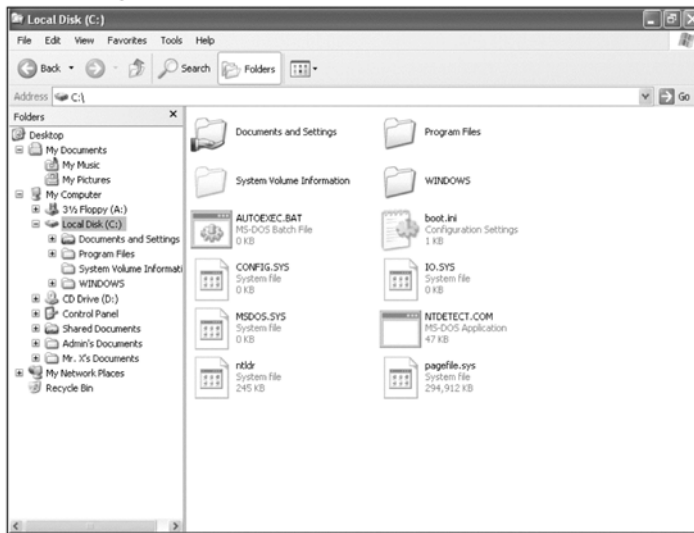 Local Disk (C:)
File Edit View Favorites Tools Help
Back Search Folders
Address C:\ Go
Folders
Desktop
My Documents
My Music
My Pictures
My Computer
3½ Floppy (A:)
Local Disk (C:)
Documents and Settings
Program Files
System Volume Informati
WINDOWS
CD Drive (D:)
Control Panel
Shared Documents
Admin's Documents
Mr. X's Documents
My Network Places
Recycle Bin
Documents and Settings
Program Files
System Volume Information
WINDOWS
AUTOEXEC.BAT
MS-DOS Batch File
0 KB
boot.ini
Configuration Settings
1 KB
CONFIG.SYS
System file
0 KB
IO.SYS
System file
0 KB
MSDOS.SYS
System file
0 KB
NTDETECT.COM
MS-DOS Application
47 KB
ntldr
System file
245 KB
pagefile.sys
System file
294,912 KB